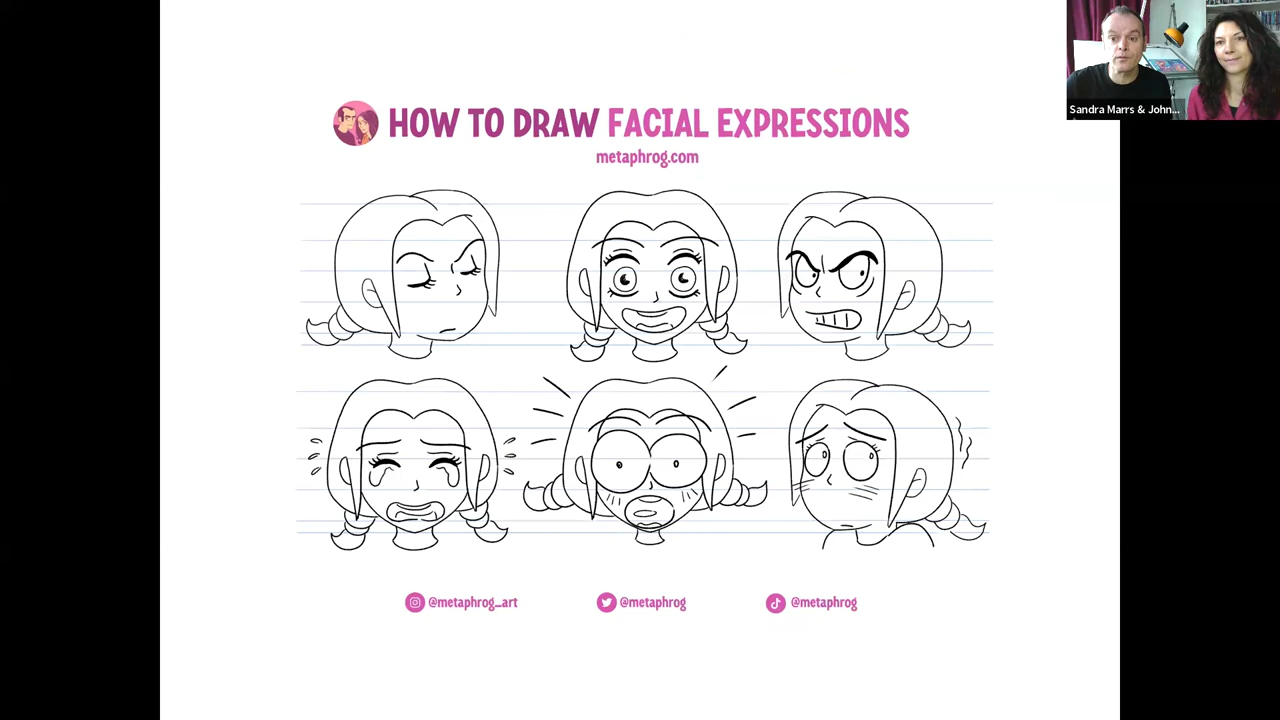 Sandra Marrs & John...
HOW TO DRAW FACIAL EXPRESSIONS
metaphrog.com
@metaphrog_art
@metaphrog
@metaphrog